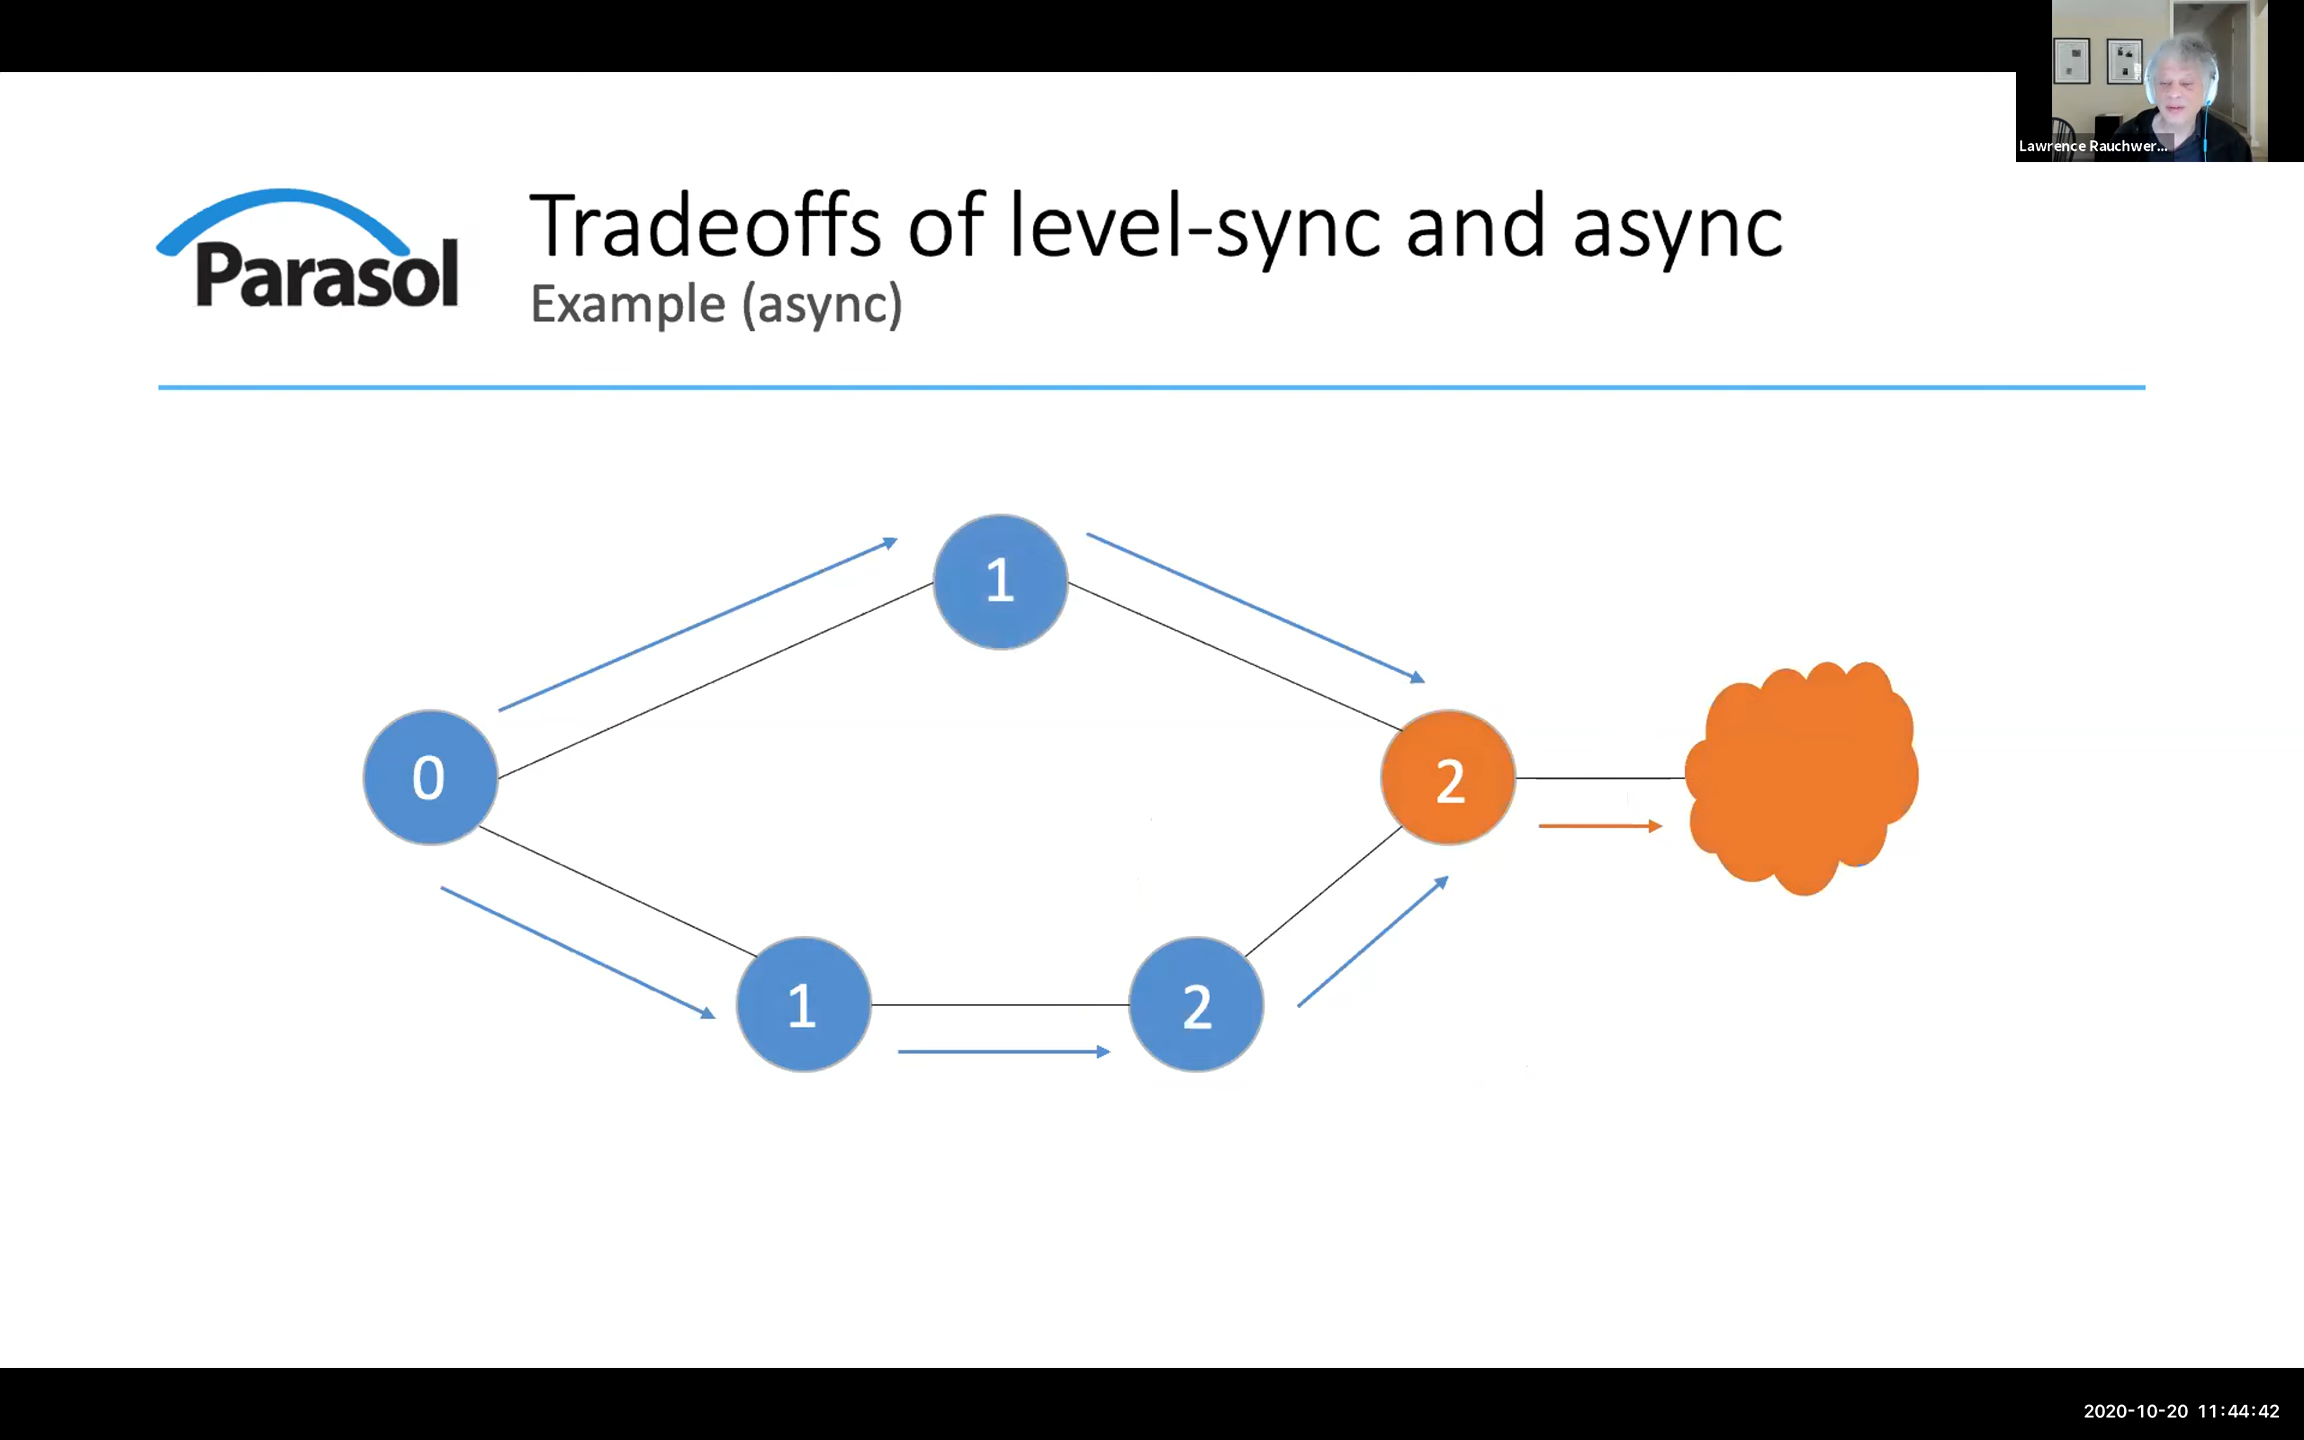 Lawrence Rauchwer...
Parasol
Tradeoffs of level-sync and async
Example (async)
1
0
2
1
2
2020-10-20 11:44:42